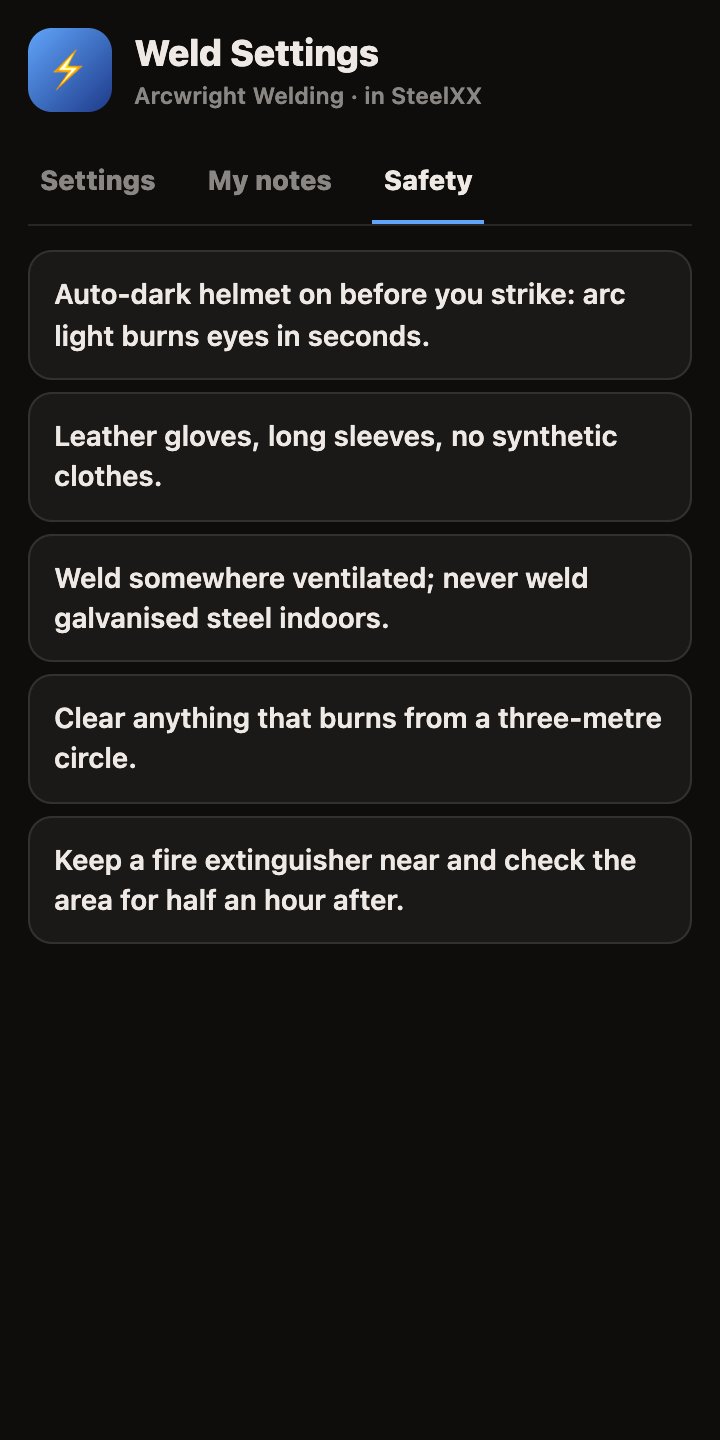 Weld Settings
Arcwright Welding · in SteelXX
Settings
My notes
Safety
Auto-dark helmet on before you strike: arc
light burns eyes in seconds.
Leather gloves, long sleeves, no synthetic
clothes.
Weld somewhere ventilated; never weld
galvanised steel indoors.
Clear anything that burns from a three-metre
circle.
Keep a fire extinguisher near and check the
area for half an hour after.